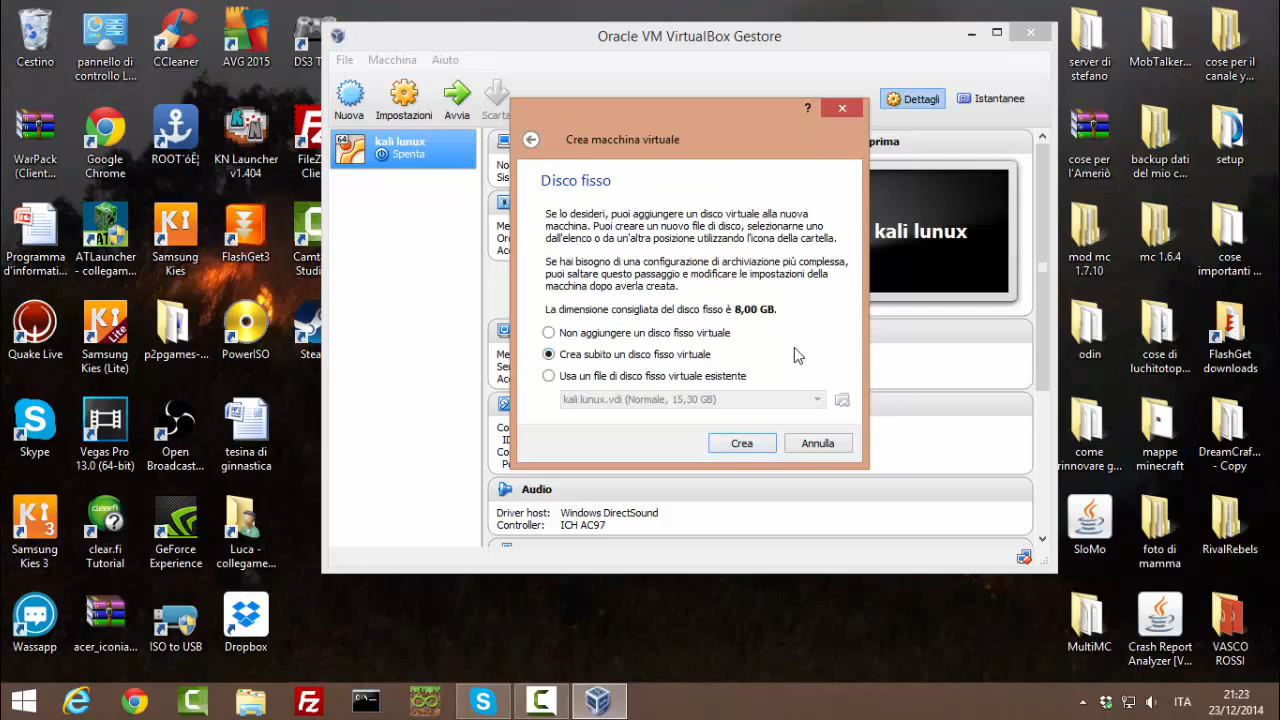 Cestino
pannello di
controllo L...
CCleaner
AVG 2015
DS3 T
WarPack
(Client...
Google
Chrome
KN Launcher
v1.404
FileZ
Clie
Programma
d'informati...
ATLauncher
- collegam...
Samsung
Kies
FlashGet3
Camt
Studi
Quake Live
Samsung
Kies (Lite)
p2pgames-...
PowerISO
Stea
Skype
Vegas Pro
13.0 (64-bit)
Open
Broadcast...
tesina di
ginnastica
Samsung
Kies 3
clear.fi
Tutorial
GeForce
Experience
Luca -
collegame...
Wassapp
acer_iconia...
ISO to USB
Dropbox
Oracle VM VirtualBox Gestore
File Macchina Aiuto
Nuova
Impostazioni
Avvia
Scarta
Dettagli
Istantanee
64
kali lunux
Spenta
prima
kali lunux
Crea macchina virtuale
?
Disco fisso
Se lo desideri, puoi aggiungere un disco virtuale alla nuova
macchina. Puoi creare un nuovo file di disco, selezionarne uno
dall'elenco o da un'altra posizione utilizzando l'icona della cartella.
Se hai bisogno di una configurazione di archiviazione più complessa,
puoi saltare questo passaggio e modificare le impostazioni della
macchina dopo averla creata.
La dimensione consigliata del disco fisso è 8,00 GB.
Non aggiungere un disco fisso virtuale
Crea subito un disco fisso virtuale
Usa un file di disco fisso virtuale esistente
kali lunux.vdi (Normale, 15,30 GB)
Crea
Annulla
Audio
Driver host: Windows DirectSound
Controller: ICH AC97
server di
stefano
MobTalker...
cose per il
canale y...
cose per
l'Ameriò
backup dati
del mio c...
setup
mod mc
1.7.10
mc 1.6.4
cose
importanti ...
odin
cose di
luchitotop...
FlashGet
downloads
come
rinnovare g...
mappe
minecraft
DreamCraf...
- Copy
SloMo
foto di
mamma
RivalRebels
MultiMC
Crash Report
Analyzer [V...
VASCO
ROSSI
ITA
21:23
23/12/2014